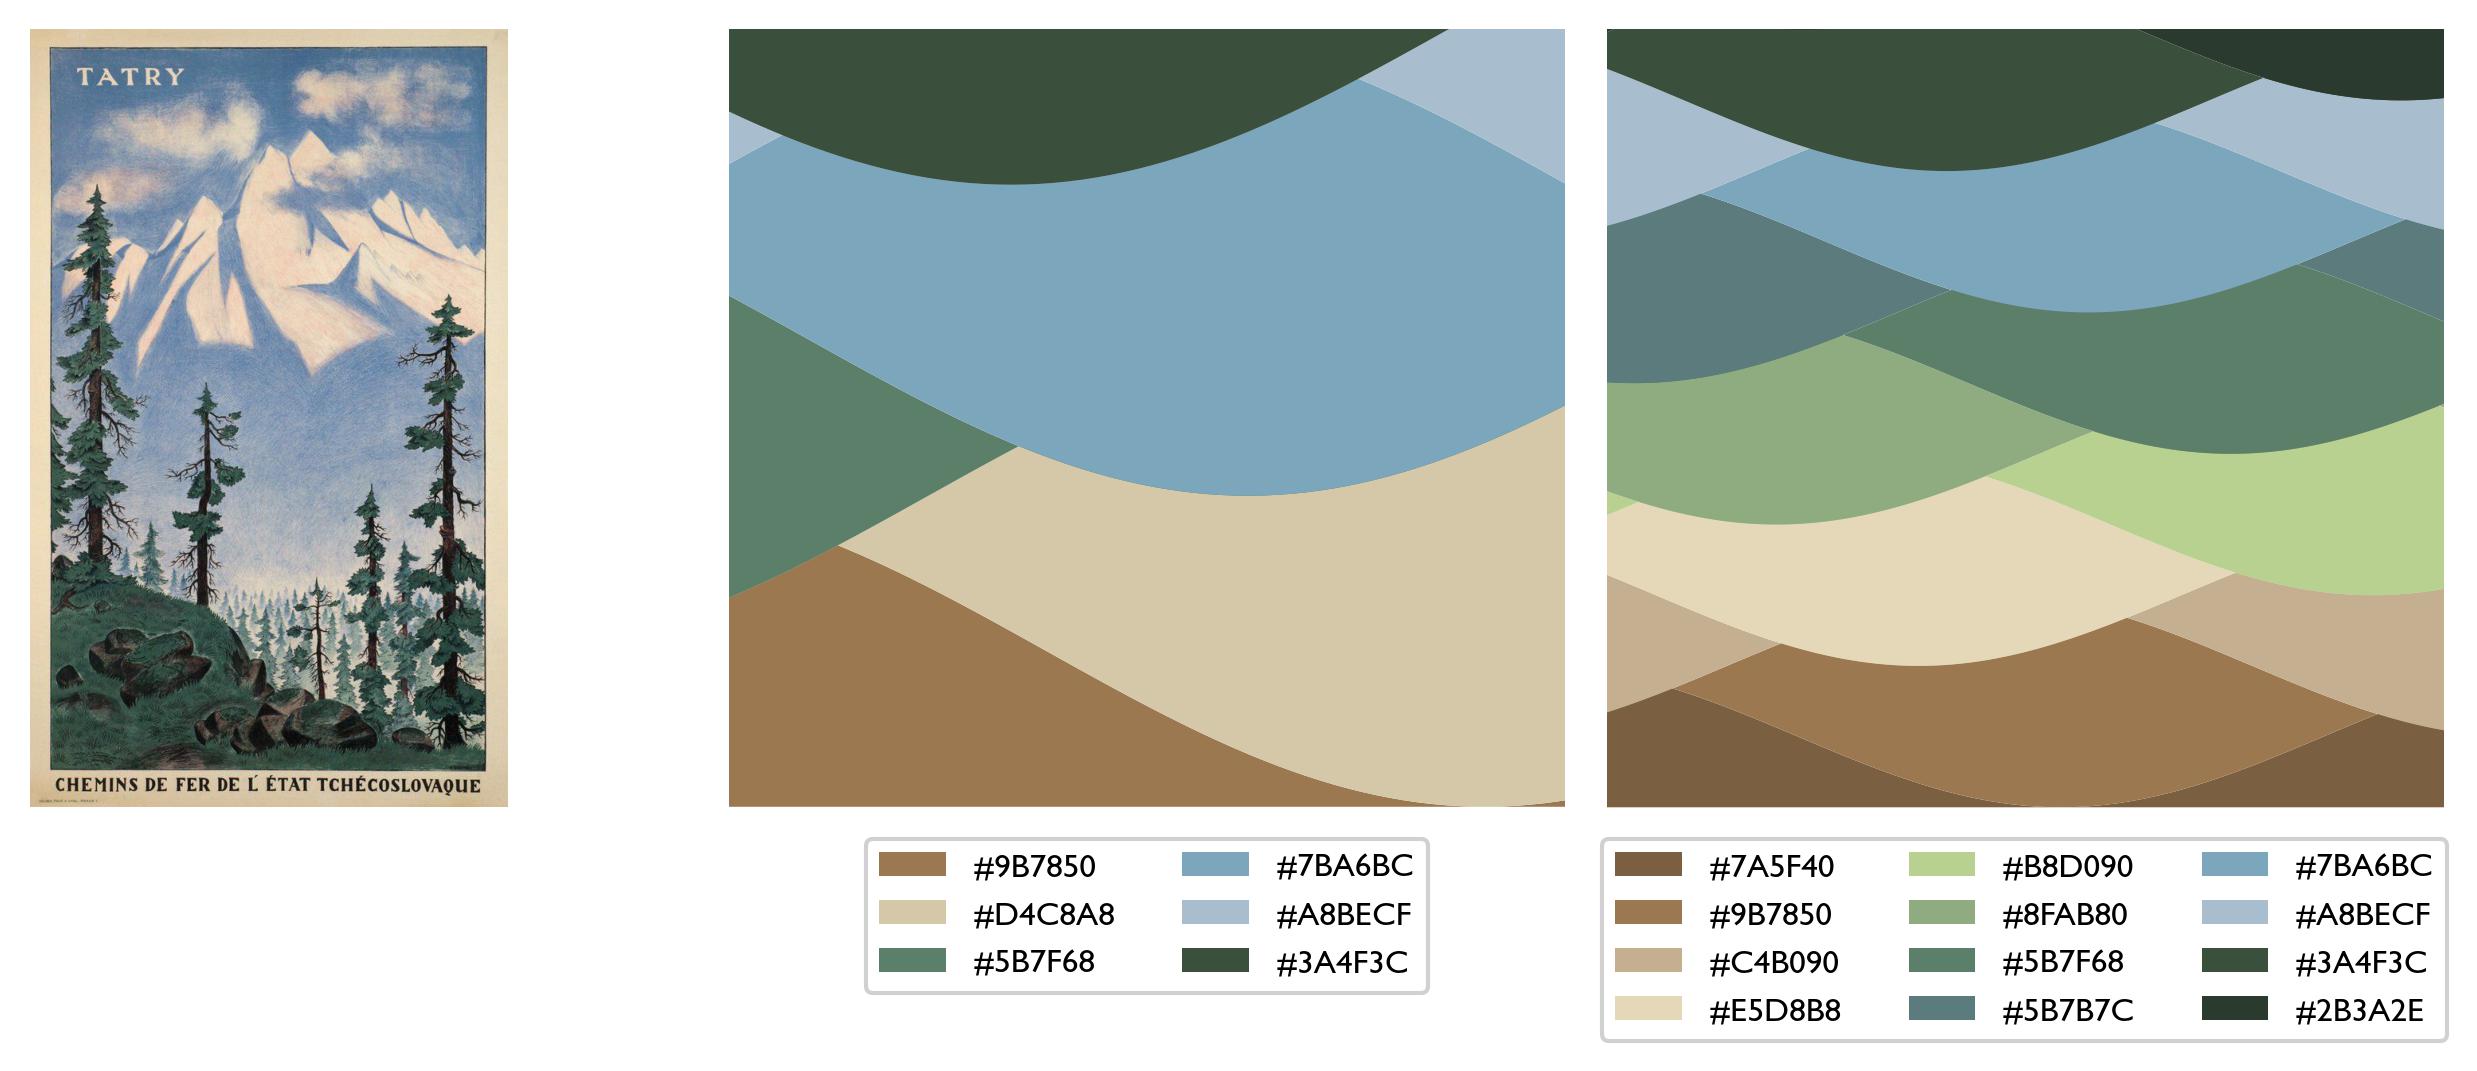 TATRY
CHEMINS DE FER DE L' ÉTAT TCHÉCOSLOVAQUE
#9B7850
#D4C8A8
#5B7F68
#7BA6BC
#A8BECF
#3A4F3C
#7A5F40
#9B7850
#C4B090
#E5D8B8
#B8D090
#8FAB80
#5B7F68
#5B7B7C
#7BA6BC
#A8BECF
#3A4F3C
#2B3A2E